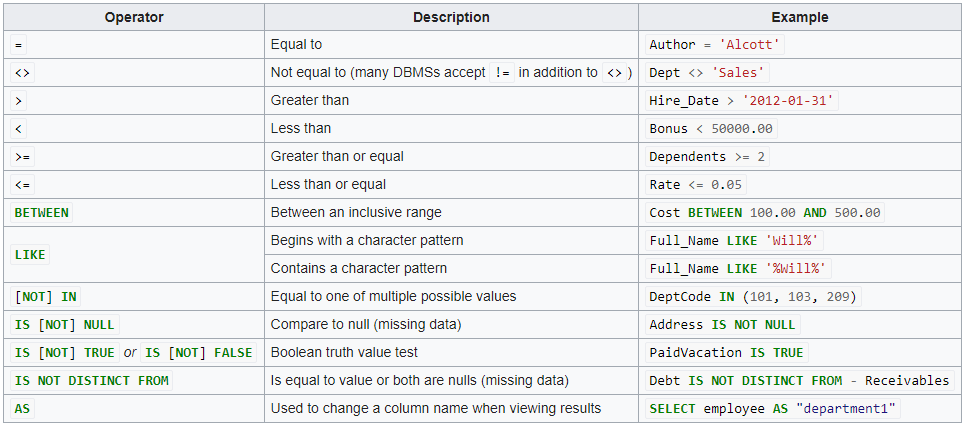 Operator Description Example
= Equal to Author = 'Alcott'
<> Not equal to (many DBMSs accept != in addition to <> ) Dept <> 'Sales'
> Greater than Hire_Date > '2012-01-31'
< Less than Bonus < 50000.00
>= Greater than or equal Dependents >= 2
<= Less than or equal Rate <= 0.05
BETWEEN Between an inclusive range Cost BETWEEN 100.00 AND 500.00
LIKE Begins with a character pattern Full_Name LIKE 'Will%'
Contains a character pattern Full_Name LIKE '%Will%'
[NOT] IN Equal to one of multiple possible values DeptCode IN (101, 103, 209)
IS [NOT] NULL Compare to null (missing data) Address IS NOT NULL
IS [NOT] TRUE or IS [NOT] FALSE Boolean truth value test PaidVacation IS TRUE
IS NOT DISTINCT FROM Is equal to value or both are nulls (missing data) Debt IS NOT DISTINCT FROM - Receivables
AS Used to change a column name when viewing results SELECT employee AS "department1"